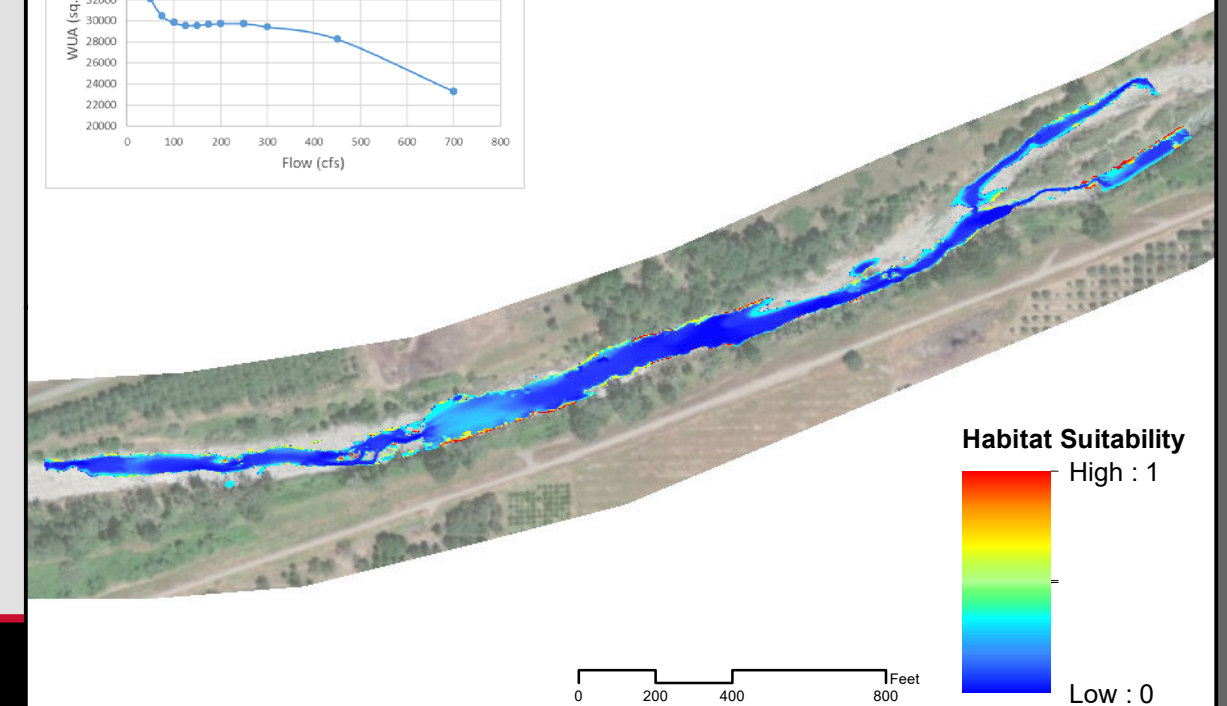 32000
30000
28000
26000
24000
22000
20000
WUA (sq.
0 100 200 300 400 500 600 700 800
Flow (cfs)
Habitat Suitability
High : 1
Low : 0
Feet
0 200 400 800